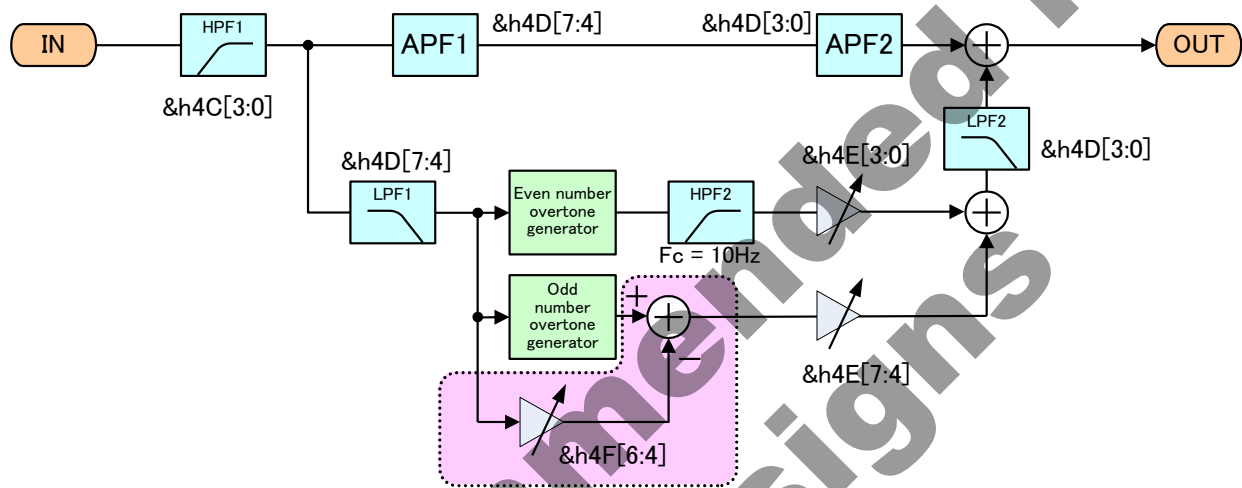 IN
HPF1
&h4C[3:0]
APF1
&h4D[7:4]
&h4D[3:0]
APF2
OUT
LPF2
&h4D[3:0]
&h4D[7:4]
LPF1
Even number
overtone
generator
HPF2
Fc = 10Hz
&h4E[3:0]
Odd
number
overtone
generator
+
−
&h4E[7:4]
&h4F[6:4]